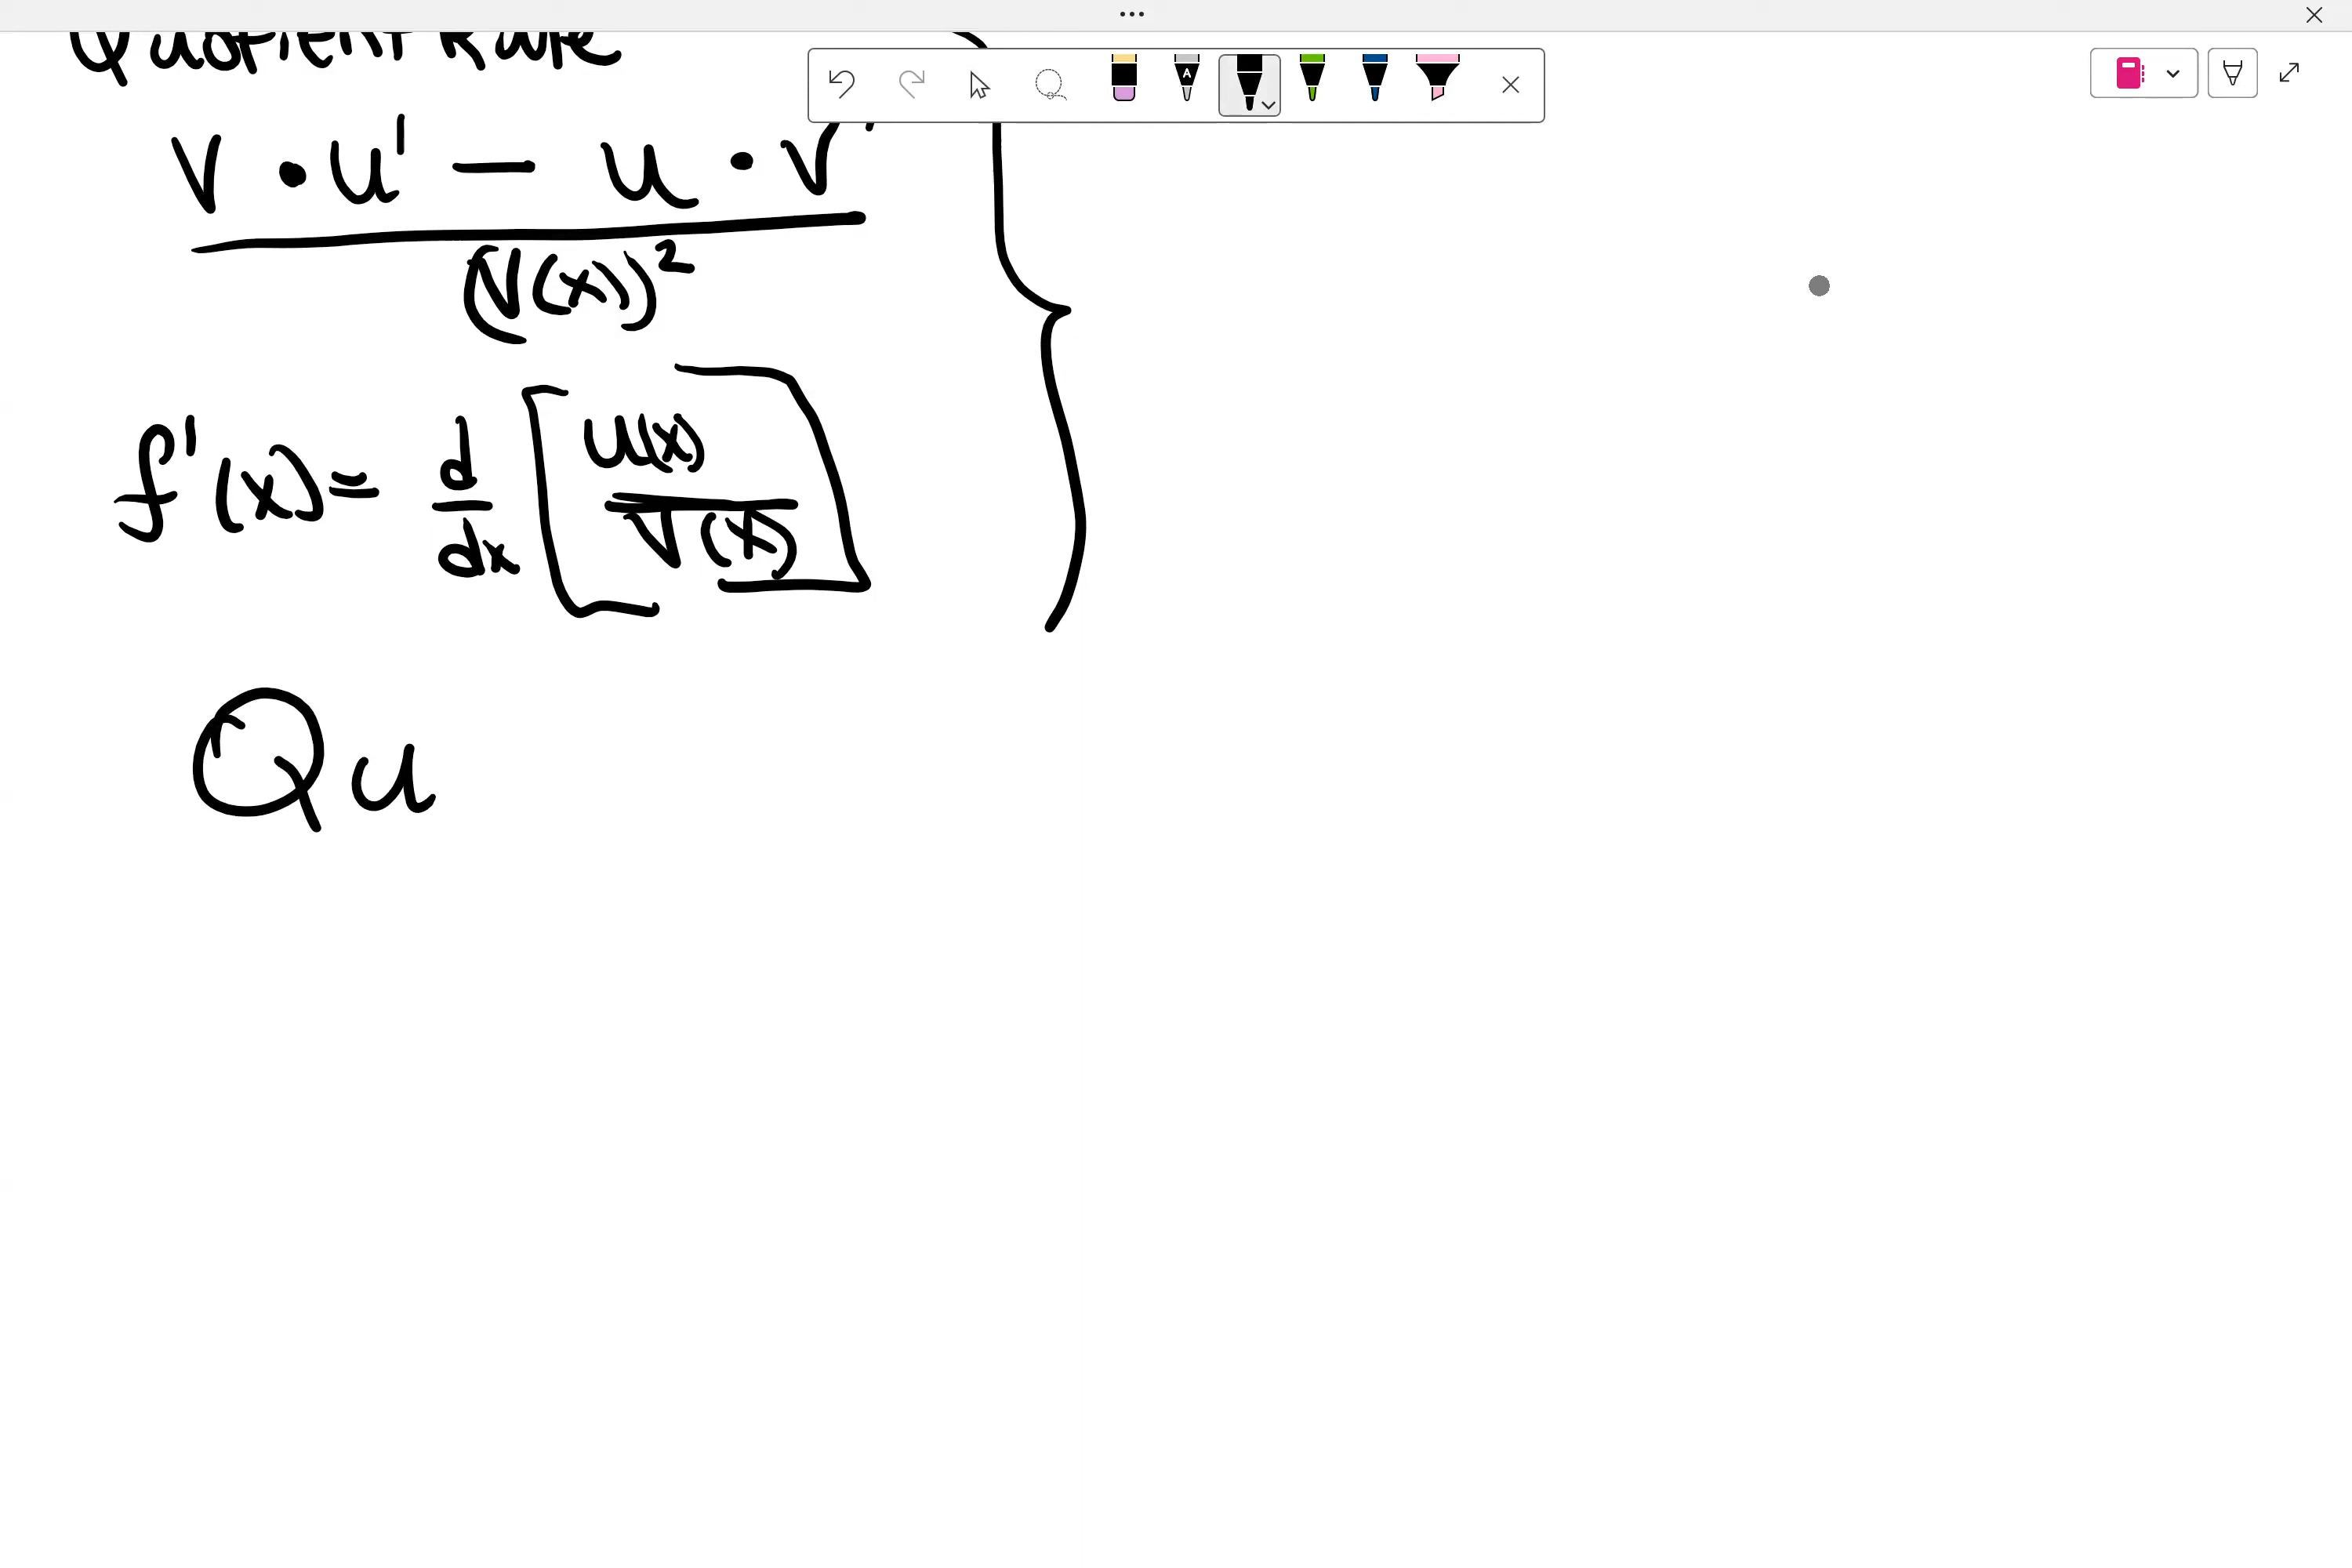 Quotient Rule
V • u' – u • v'
(V(x))²
f'(x) = d/dx [u(x)/V(x)]
Qu